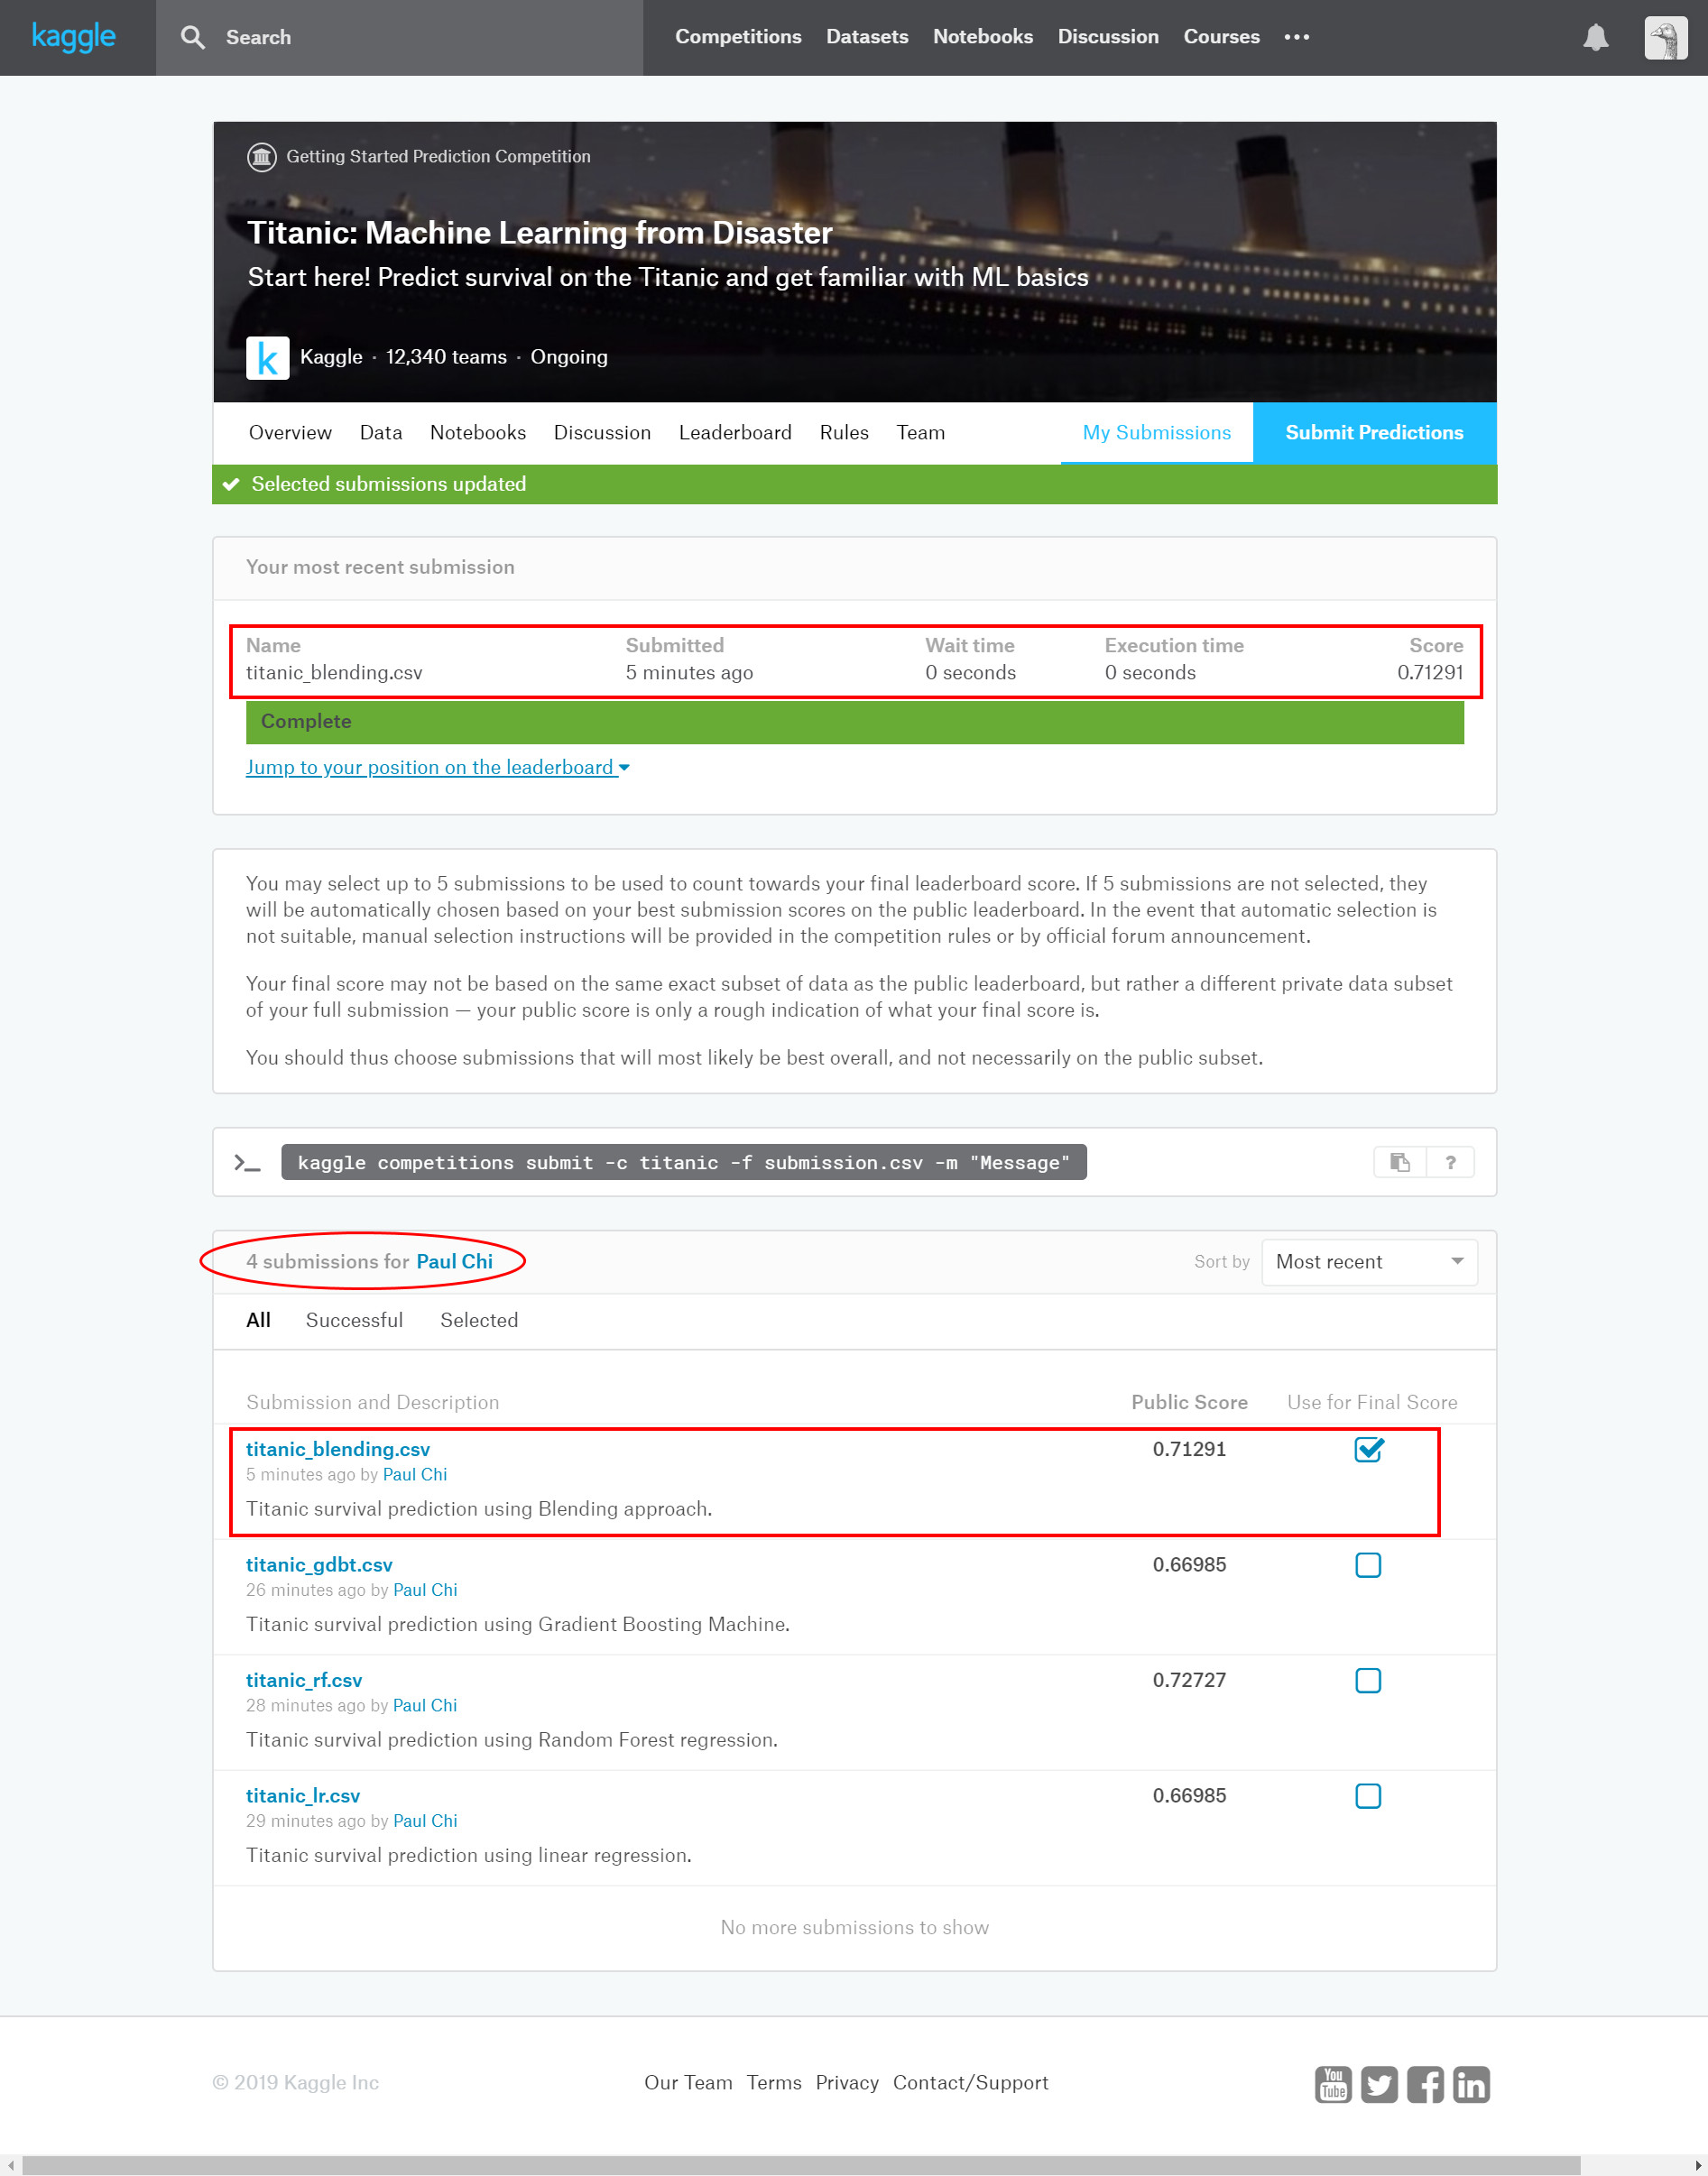 kaggle
Search
Competitions Datasets Notebooks Discussion Courses •••
Getting Started Prediction Competition
Titanic: Machine Learning from Disaster
Start here! Predict survival on the Titanic and get familiar with ML basics
k Kaggle · 12,340 teams · Ongoing
Overview Data Notebooks Discussion Leaderboard Rules Team My Submissions Submit Predictions
Selected submissions updated
Your most recent submission
Name Submitted Wait time Execution time Score
titanic_blending.csv 5 minutes ago 0 seconds 0 seconds 0.71291
Complete
Jump to your position on the leaderboard
You may select up to 5 submissions to be used to count towards your final leaderboard score. If 5 submissions are not selected, they
will be automatically chosen based on your best submission scores on the public leaderboard. In the event that automatic selection is
not suitable, manual selection instructions will be provided in the competition rules or by official forum announcement.
Your final score may not be based on the same exact subset of data as the public leaderboard, but rather a different private data subset
of your full submission — your public score is only a rough indication of what your final score is.
You should thus choose submissions that will most likely be best overall, and not necessarily on the public subset.
>_ kaggle competitions submit -c titanic -f submission.csv -m "Message" ?
4 submissions for Paul Chi Sort by Most recent
All Successful Selected
Submission and Description Public Score Use for Final Score
titanic_blending.csv 0.71291
5 minutes ago by Paul Chi
Titanic survival prediction using Blending approach.
titanic_gdbt.csv 0.66985
26 minutes ago by Paul Chi
Titanic survival prediction using Gradient Boosting Machine.
titanic_rf.csv 0.72727
28 minutes ago by Paul Chi
Titanic survival prediction using Random Forest regression.
titanic_lr.csv 0.66985
29 minutes ago by Paul Chi
Titanic survival prediction using linear regression.
No more submissions to show
© 2019 Kaggle Inc Our Team Terms Privacy Contact/Support You Tube f in